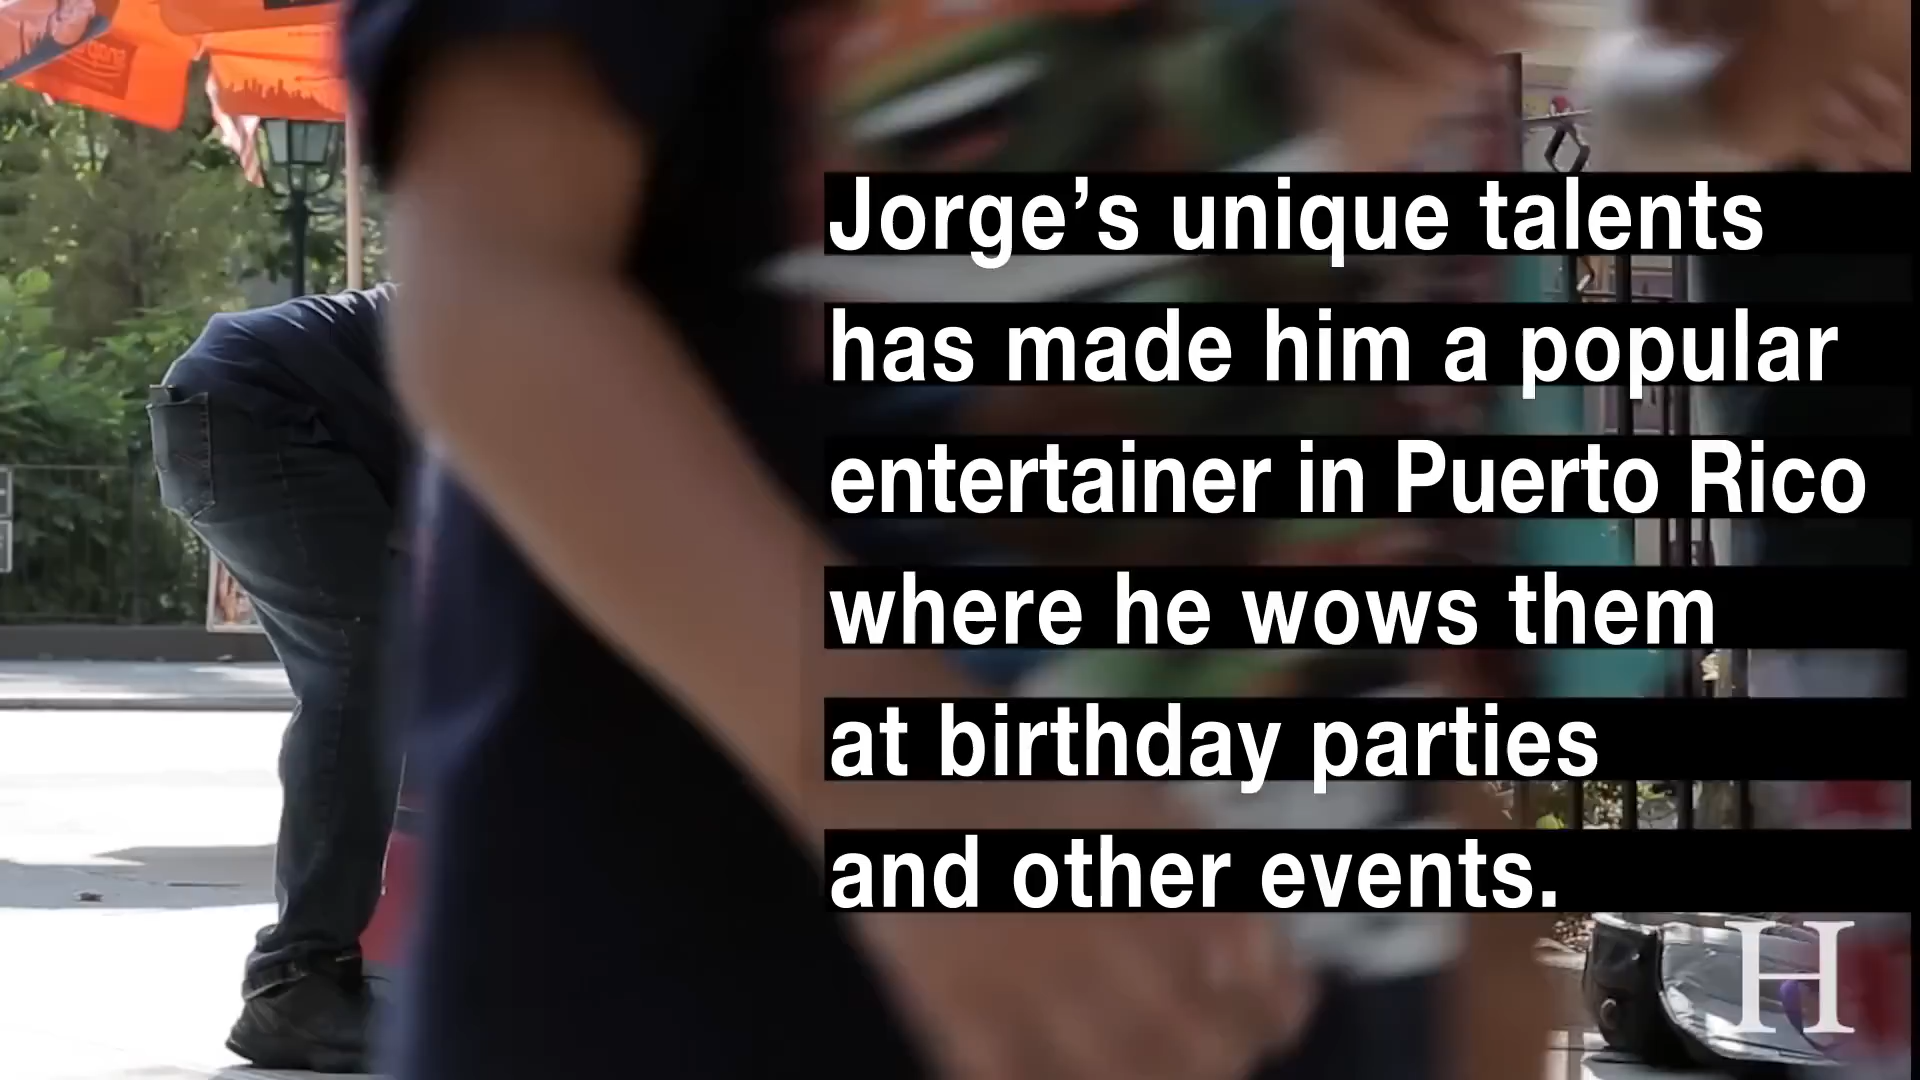 Jorge’s unique talents
has made him a popular
entertainer in Puerto Rico
where he wows them
at birthday parties
and other events.
H